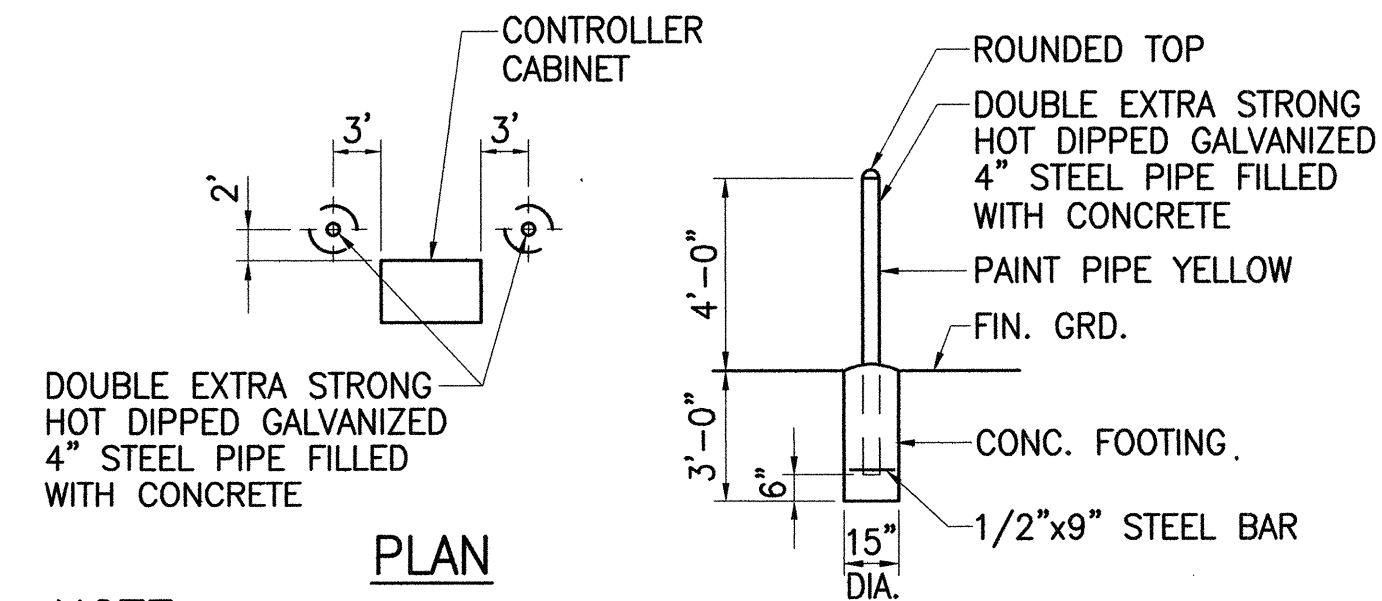 CONTROLLER
CABINET
3'
3'
2'
DOUBLE EXTRA STRONG
HOT DIPPED GALVANIZED
4" STEEL PIPE FILLED
WITH CONCRETE
PLAN
ROUNDED TOP
DOUBLE EXTRA STRONG
HOT DIPPED GALVANIZED
4" STEEL PIPE FILLED
WITH CONCRETE
4'-0"
PAINT PIPE YELLOW
FIN. GRD.
3'-0"
6"
CONC. FOOTING
1/2"x9" STEEL BAR
15"
DIA.